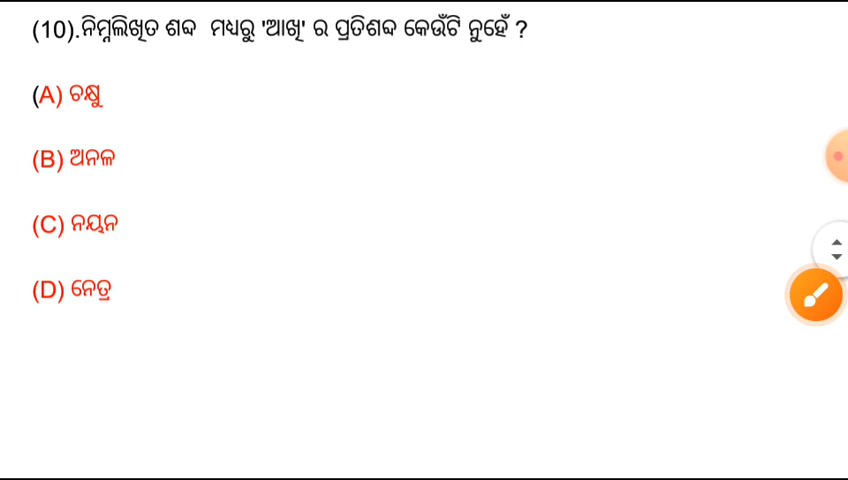 (10).ନିମ୍ନଲିଖିତ ଶବ୍ଦ ମଧ୍ୟରୁ 'ଆଖି' ର ପ୍ରତିଶବ୍ଦ କେଉଁଟି ନୁହେଁ ?
(A) ଚକ୍ଷୁ
(B) ଅନଳ
(C) ନୟନ
(D) ନେତ୍ର